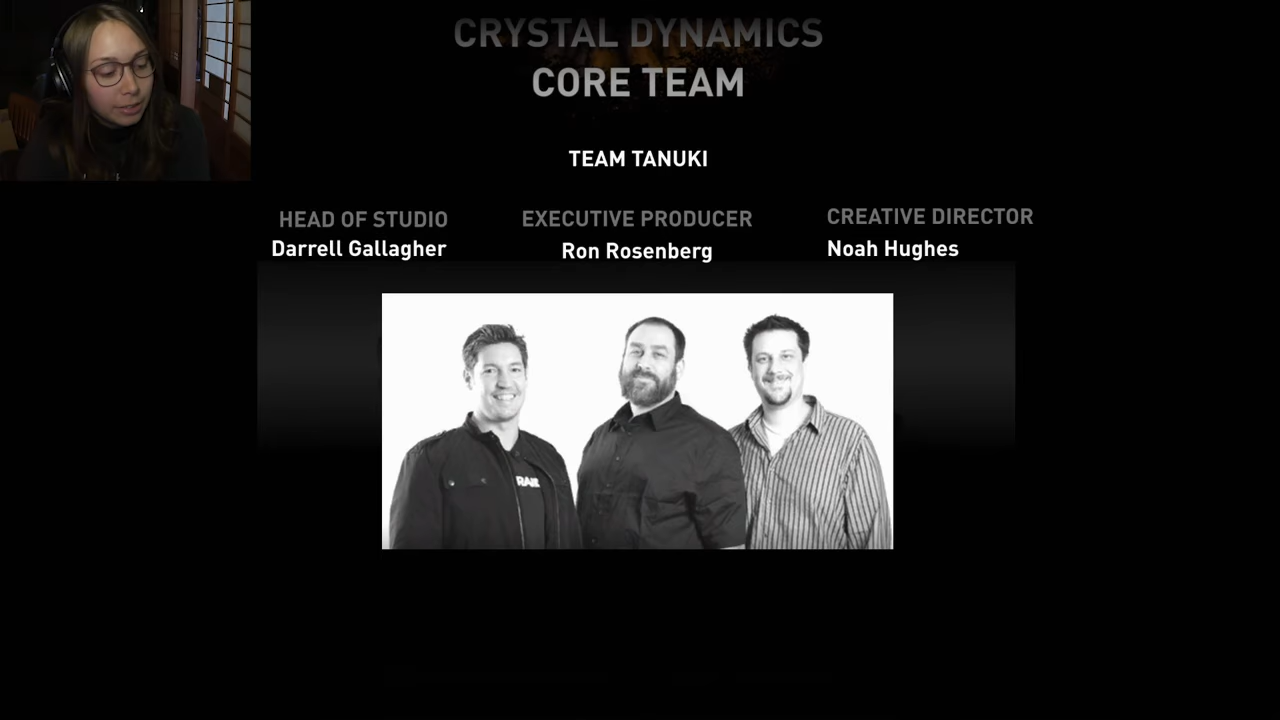 CRYSTAL DYNAMICS
CORE TEAM
TEAM TANUKI
HEAD OF STUDIO
Darrell Gallagher
EXECUTIVE PRODUCER
Ron Rosenberg
CREATIVE DIRECTOR
Noah Hughes